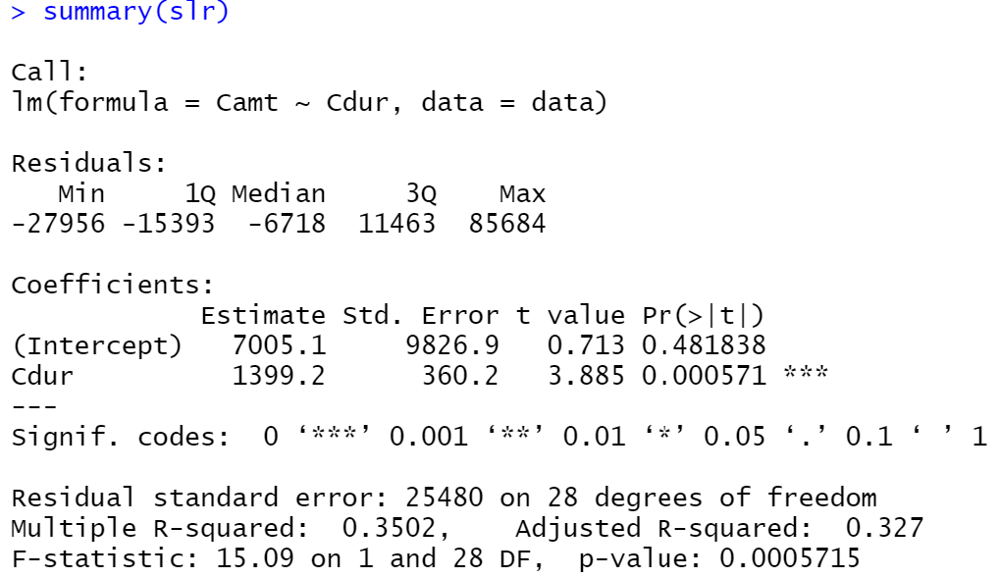 > summary(slr)
Call:
lm(formula = Camt ~ Cdur, data = data)
Residuals:
Min 1Q Median 3Q Max
-27956 -15393 -6718 11463 85684
Coefficients:
Estimate Std. Error t value Pr(>|t|)
(Intercept) 7005.1 9826.9 0.713 0.481838
Cdur 1399.2 360.2 3.885 0.000571 ***
---
Signif. codes: 0 ‘***’ 0.001 ‘**’ 0.01 ‘*’ 0.05 ‘.’ 0.1 ‘ ’ 1
Residual standard error: 25480 on 28 degrees of freedom
Multiple R-squared: 0.3502, Adjusted R-squared: 0.327
F-statistic: 15.09 on 1 and 28 DF, p-value: 0.0005715